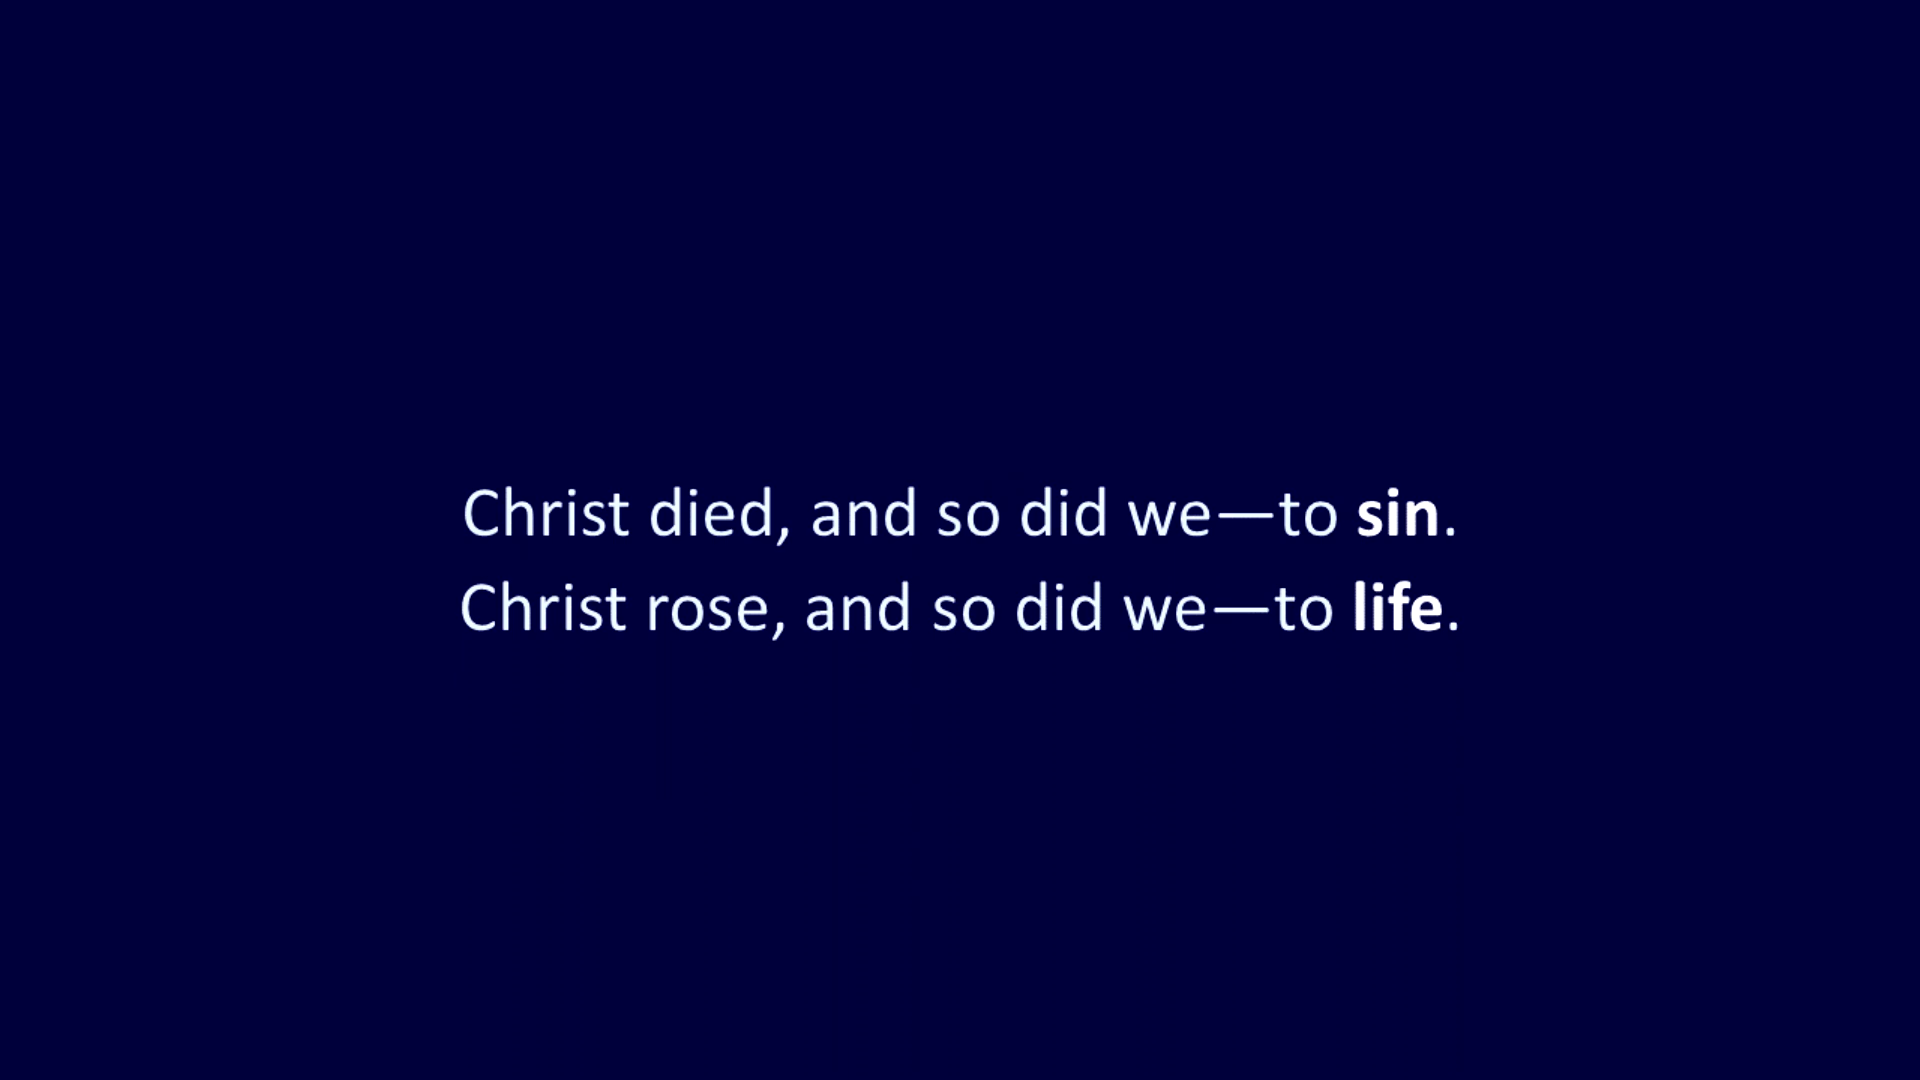 Christ died, and so did we—to sin.
Christ rose, and so did we—to life.